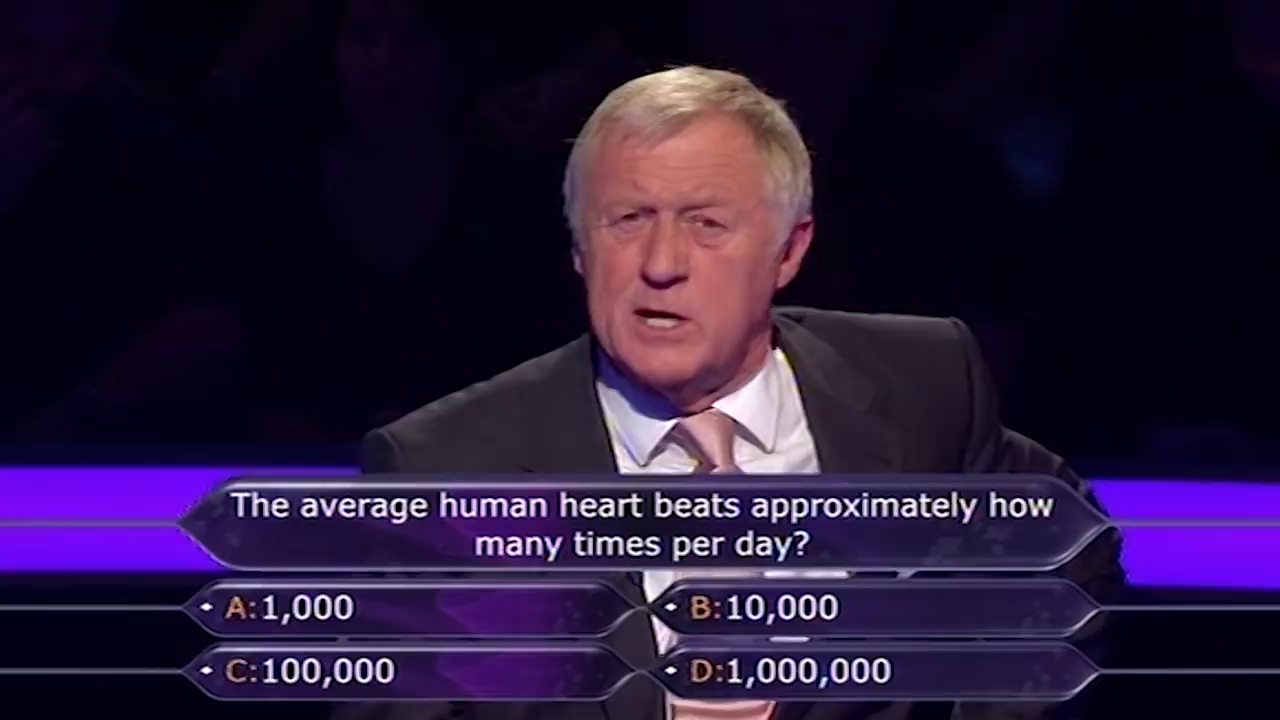 The average human heart beats approximately how
many times per day?
A:1,000
B:10,000
C:100,000
D:1,000,000